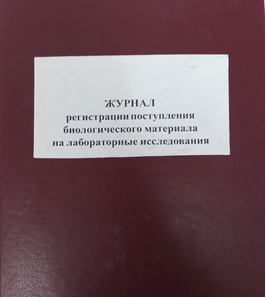 ЖУРНАЛ
регистрации поступления
биологического материала
на лабораторные исследования